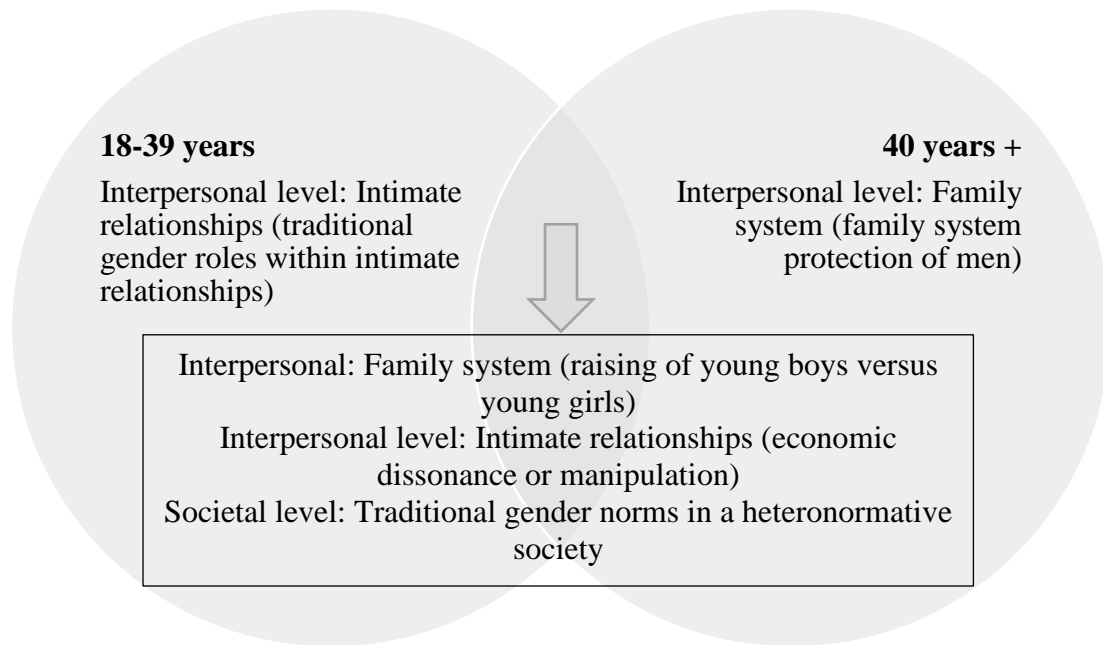 18-39 years
Interpersonal level: Intimate
relationships (traditional
gender roles within intimate
relationships)
40 years +
Interpersonal level: Family
system (family system
protection of men)
Interpersonal: Family system (raising of young boys versus
young girls)
Interpersonal level: Intimate relationships (economic
dissonance or manipulation)
Societal level: Traditional gender norms in a heteronormative
society